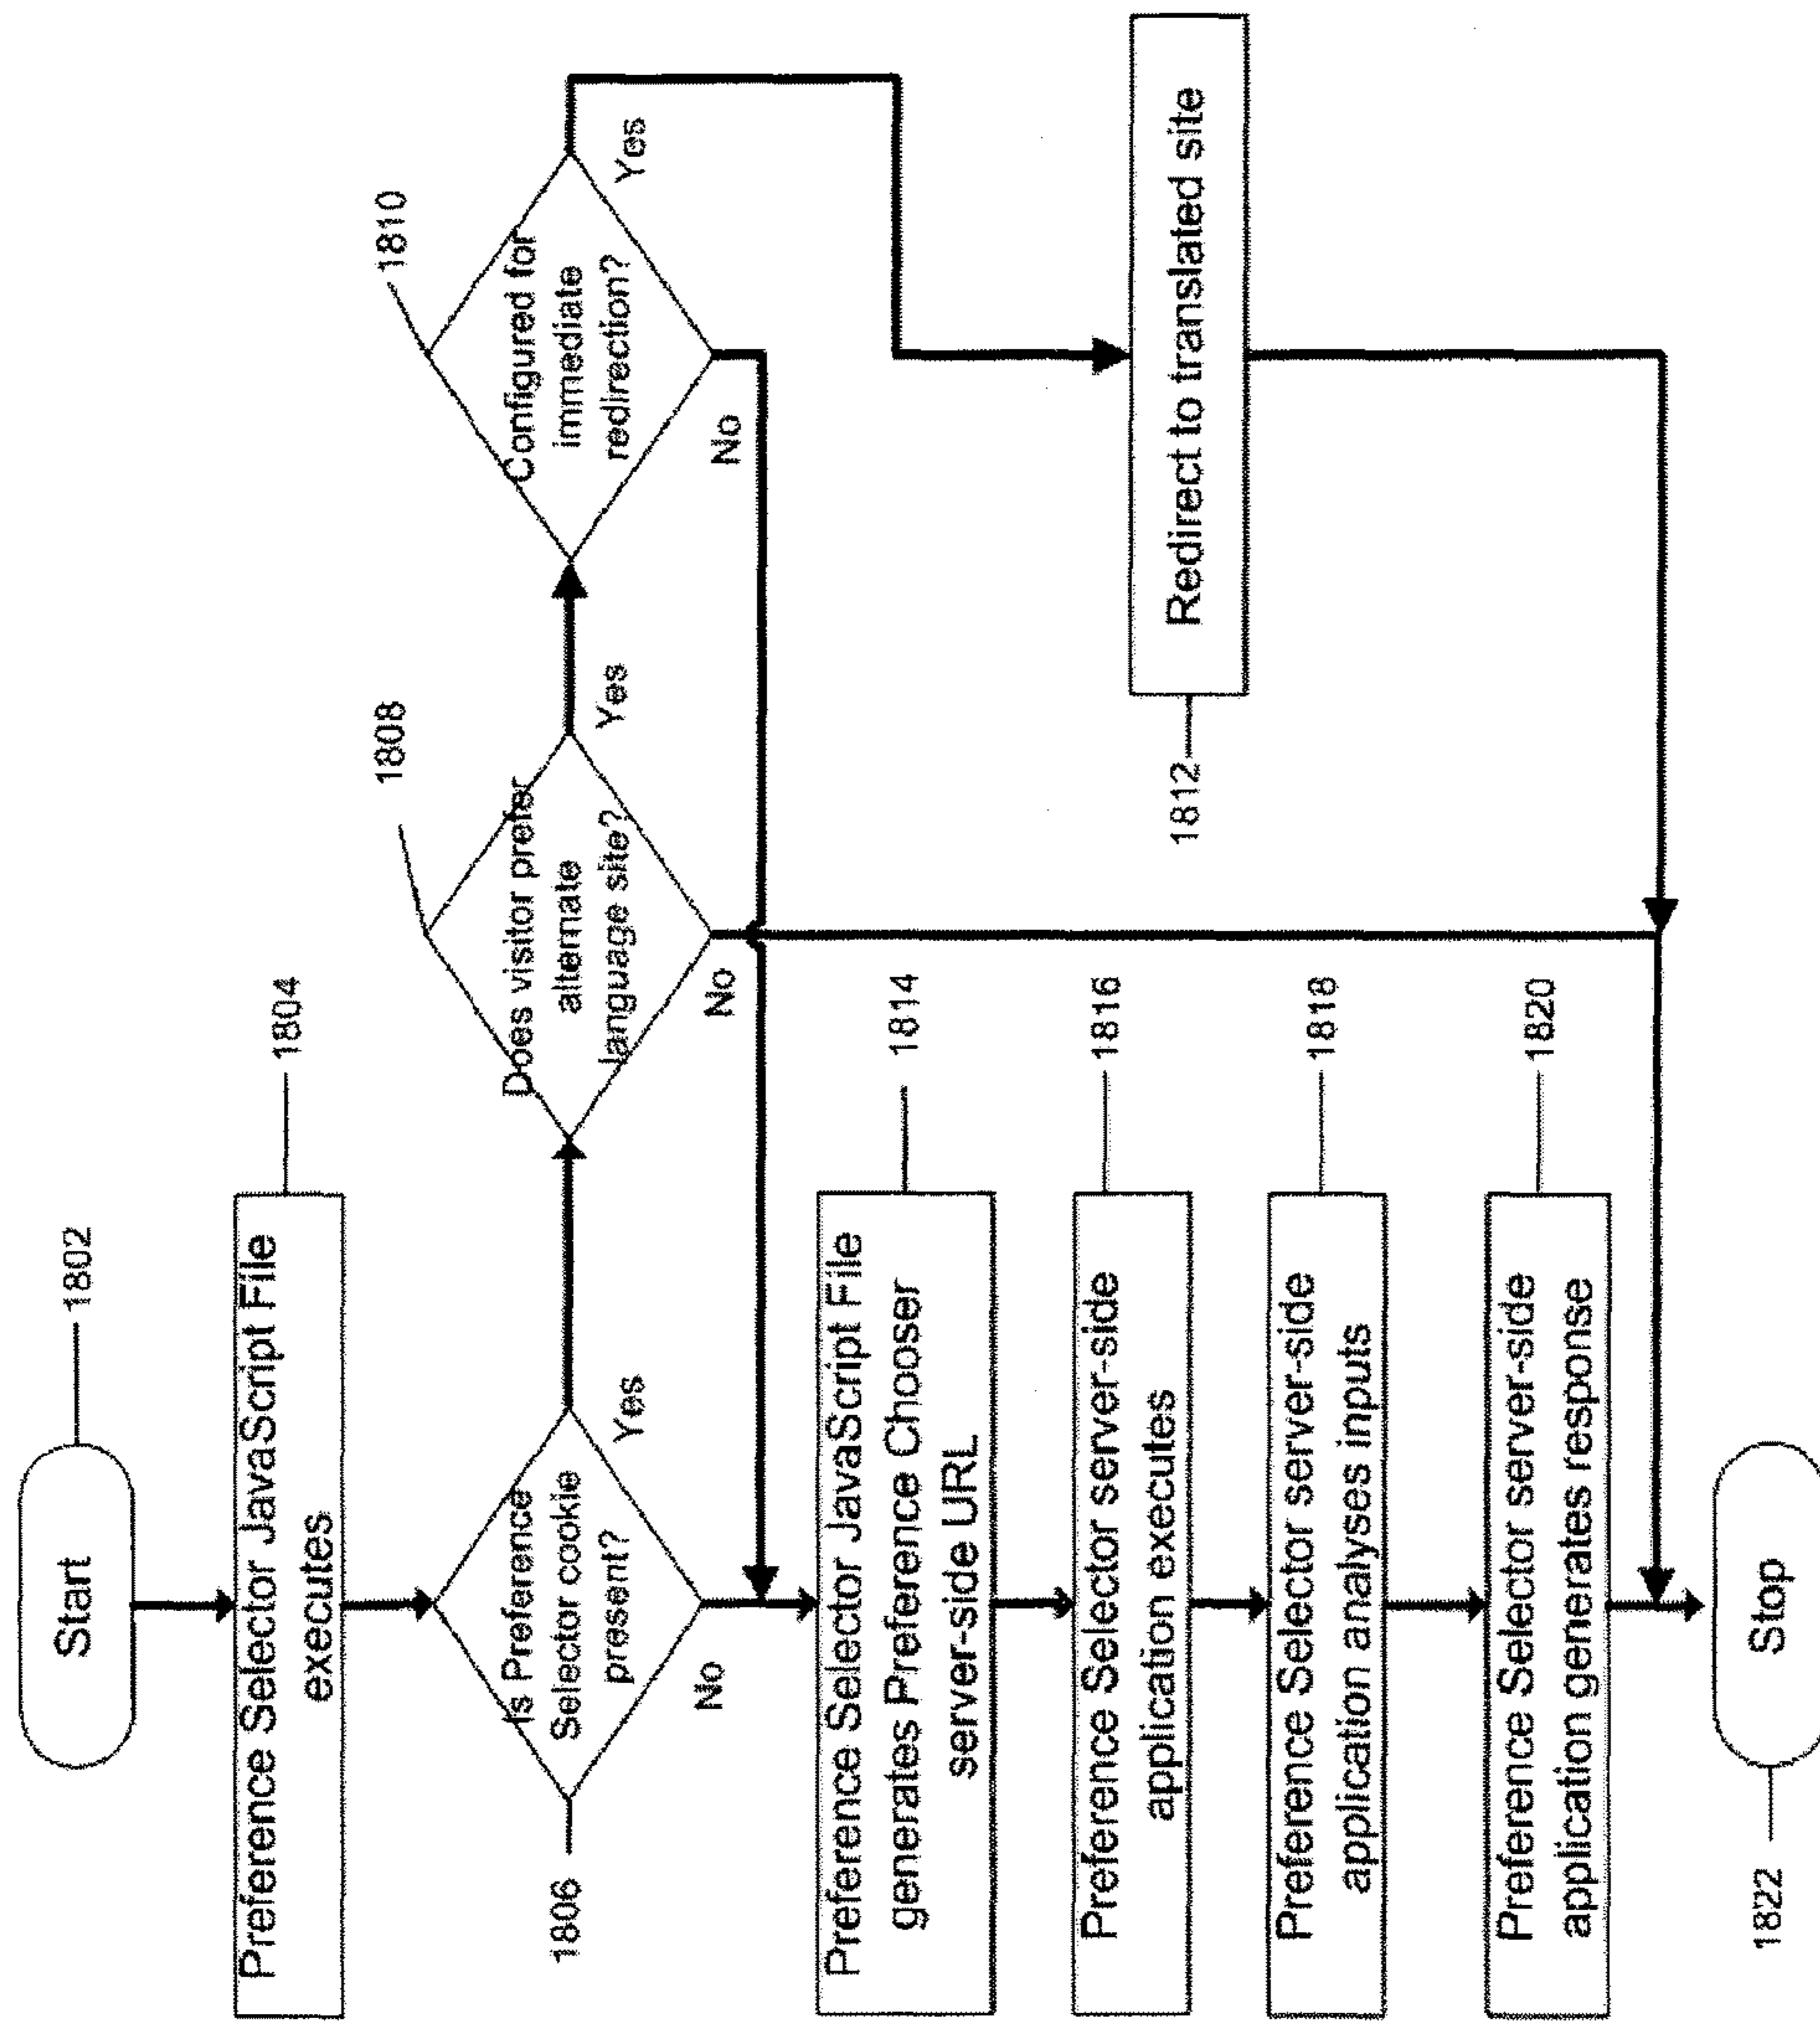 Start
1802
Preference Selector JavaScript File
executes
1804
Is Preference
Selector cookie
present?
1806
Yes
No
Does visitor prefer
alternate
language site?
1808
Yes
No
Configured for
immediate
redirection?
1810
Yes
No
Redirect to translated site
1812
Preference Selector JavaScript File
generates Preference Chooser
server-side URL
1814
Preference Selector server-side
application executes
1816
Preference Selector server-side
application analyses inputs
1818
Preference Selector server-side
application generates response
1820
Stop
1822